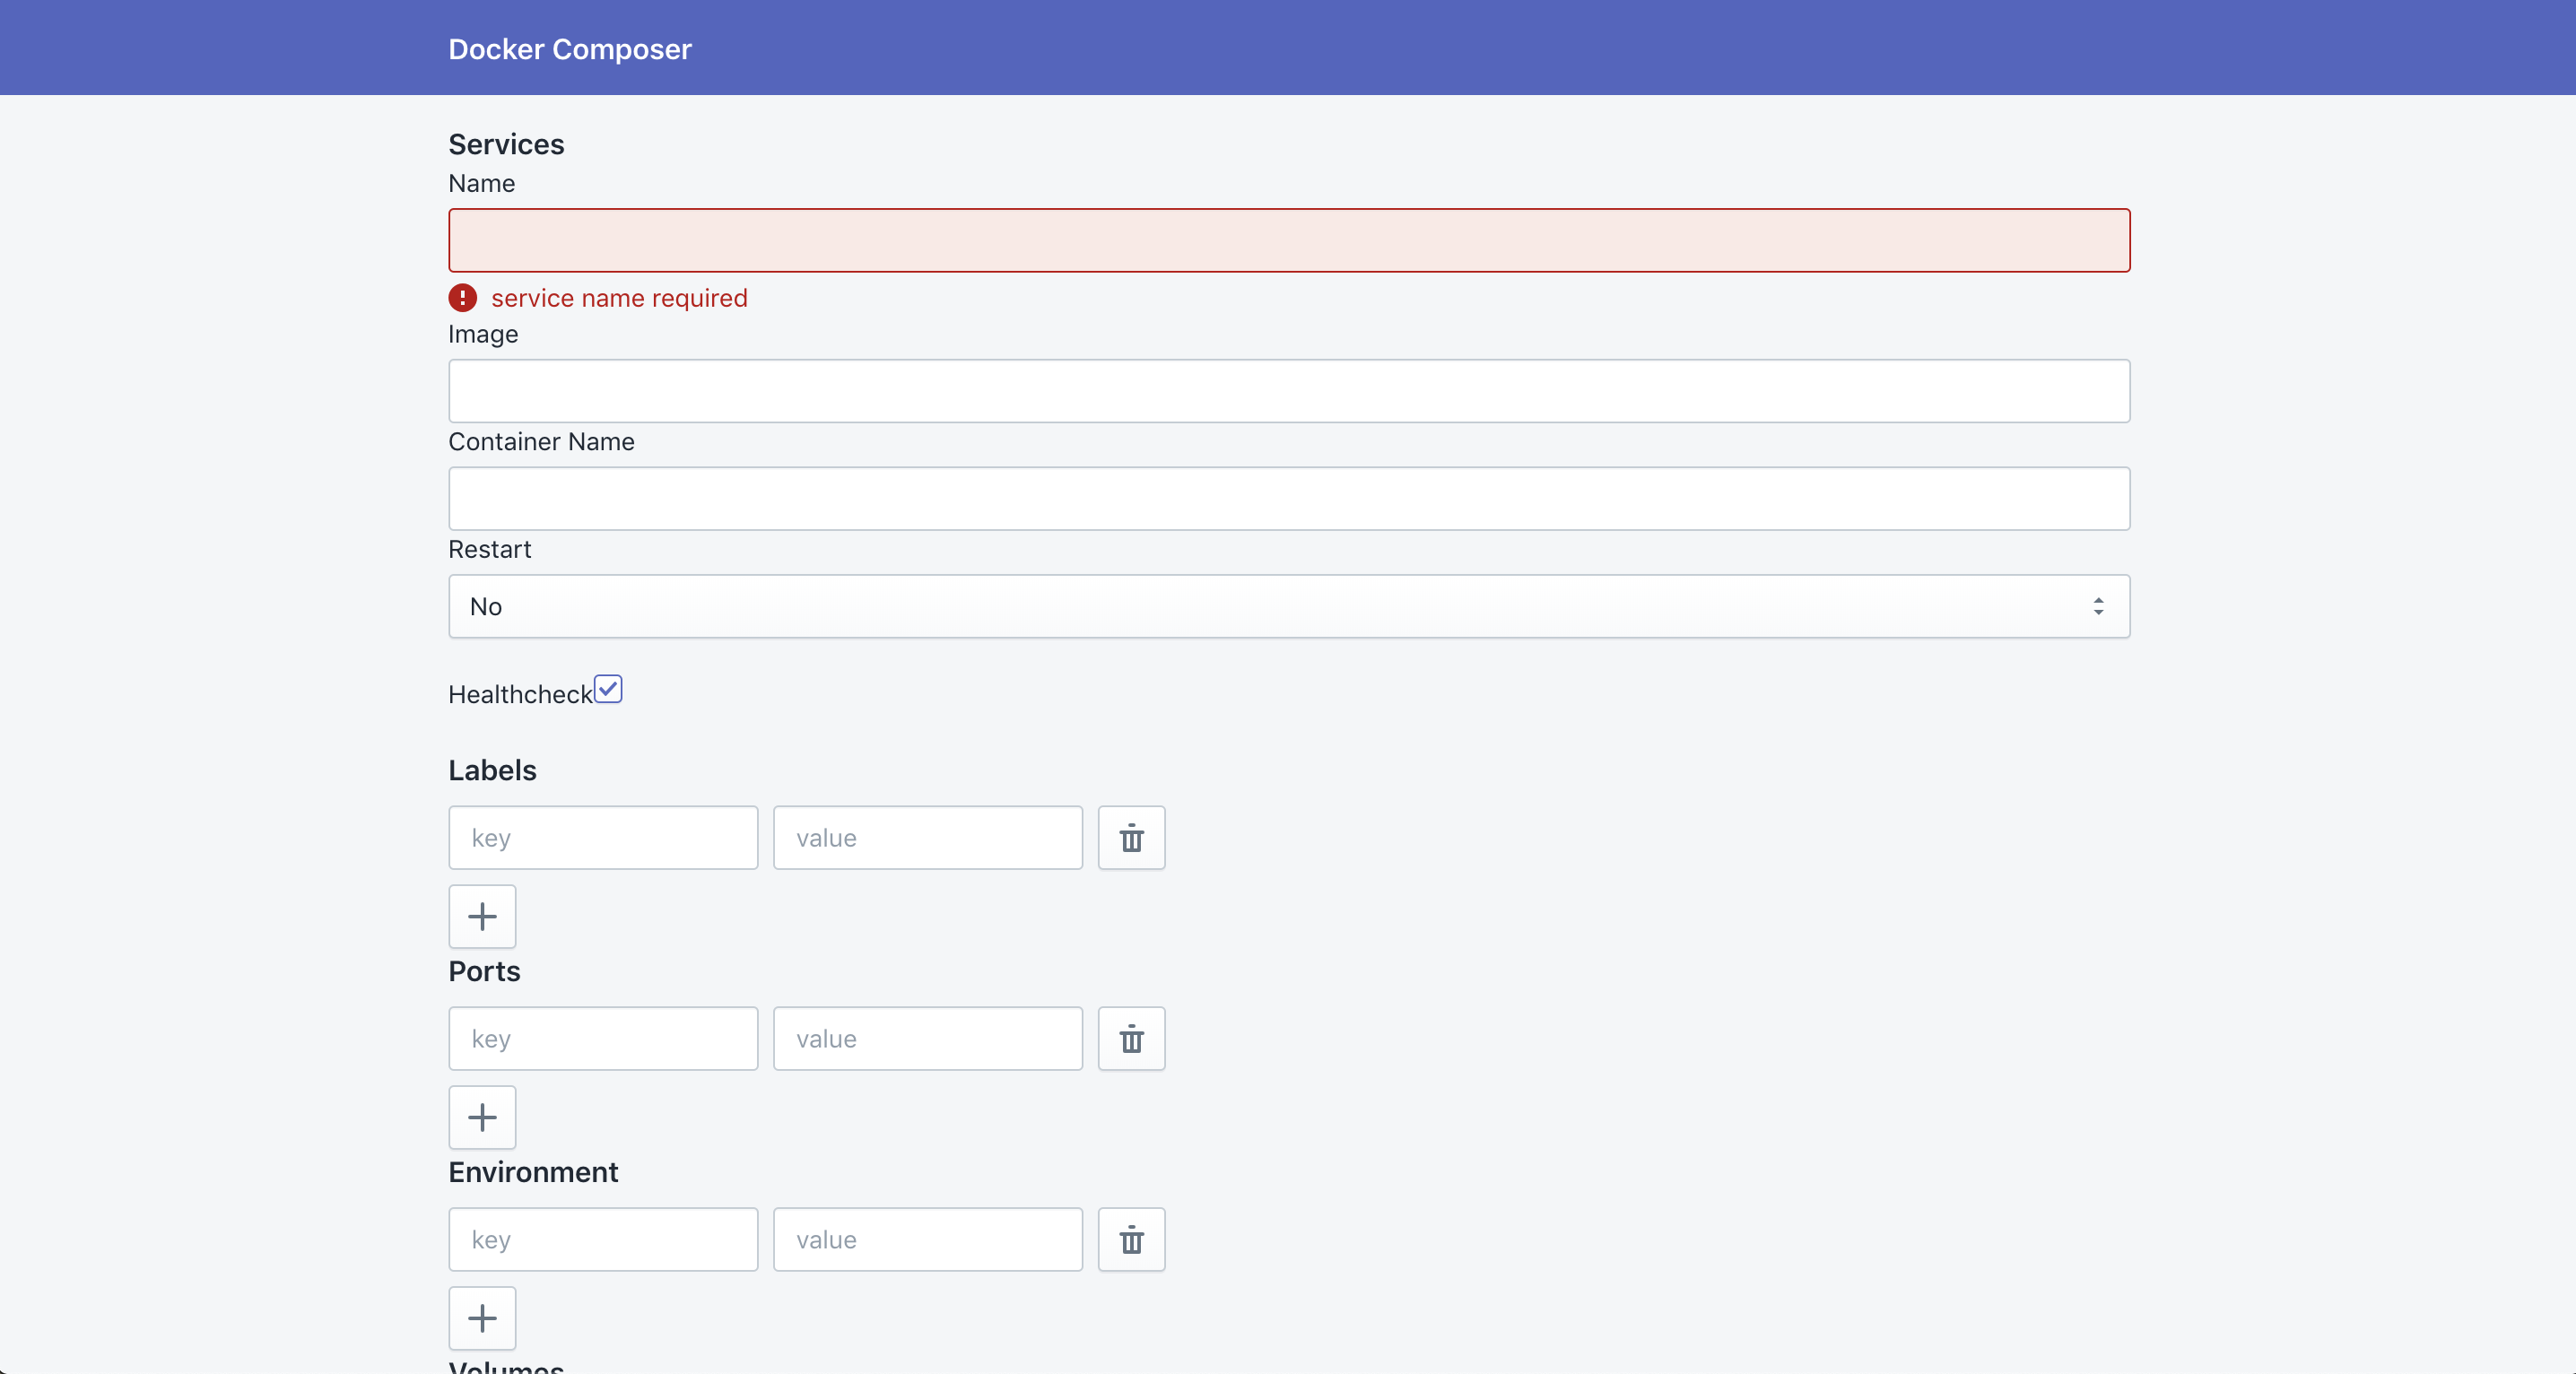 Docker Composer
Services
Name
service name required
Image
Container Name
Restart
No
Healthcheck
Labels
key value
Ports
key value
Environment
key value
Volumes